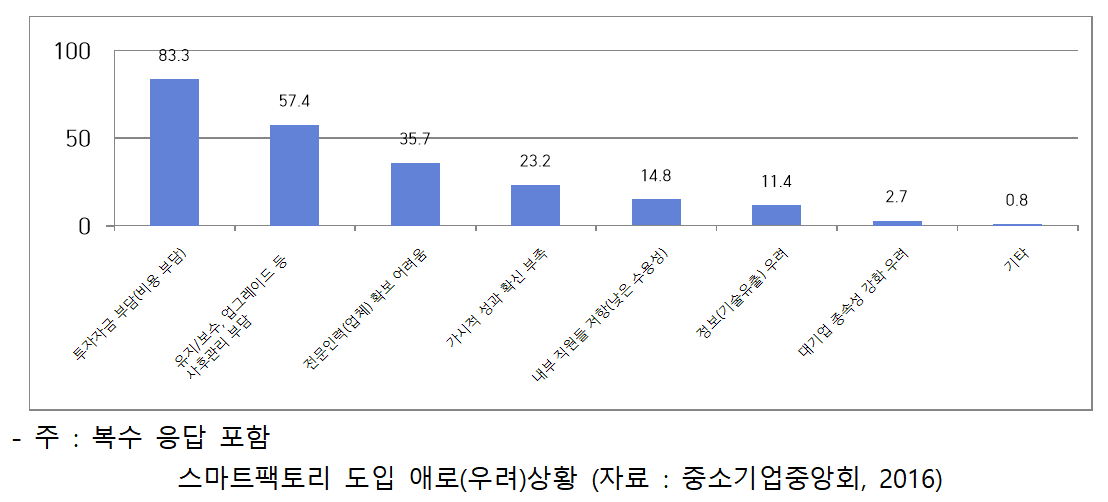 100
50
0
83.3
57.4
35.7
23.2
14.8
11.4
2.7
0.8
투자자금 부담(비용 부담)
유지/보수, 업그레이드 등
사후관리 부담
전문인력(업체) 확보 어려움
가시적 성과 확신 부족
내부 직원들 저항(낮은 수용성)
정보(기술유출) 우려
대기업 종속성 강화 우려
기타
- 주 : 복수 응답 포함
스마트팩토리 도입 애로(우려)상황 (자료 : 중소기업중앙회, 2016)